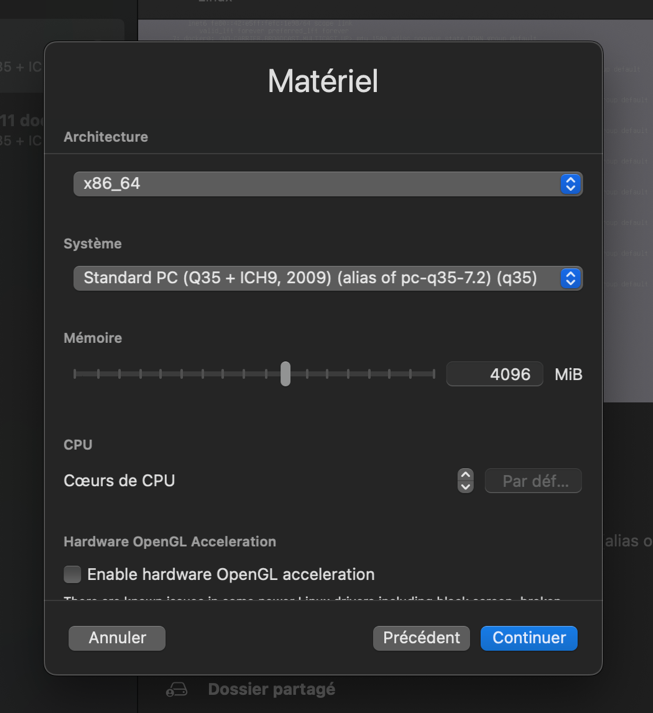 Matériel
Architecture
x86_64
Système
Standard PC (Q35 + ICH9, 2009) (alias of pc-q35-7.2) (q35)
Mémoire
4096 MiB
CPU
Cœurs de CPU
Par déf...
Hardware OpenGL Acceleration
Enable hardware OpenGL acceleration
Annuler
Précédent
Continuer
35 + IC
11 do
35 + IC
alias o
Dossier partagé